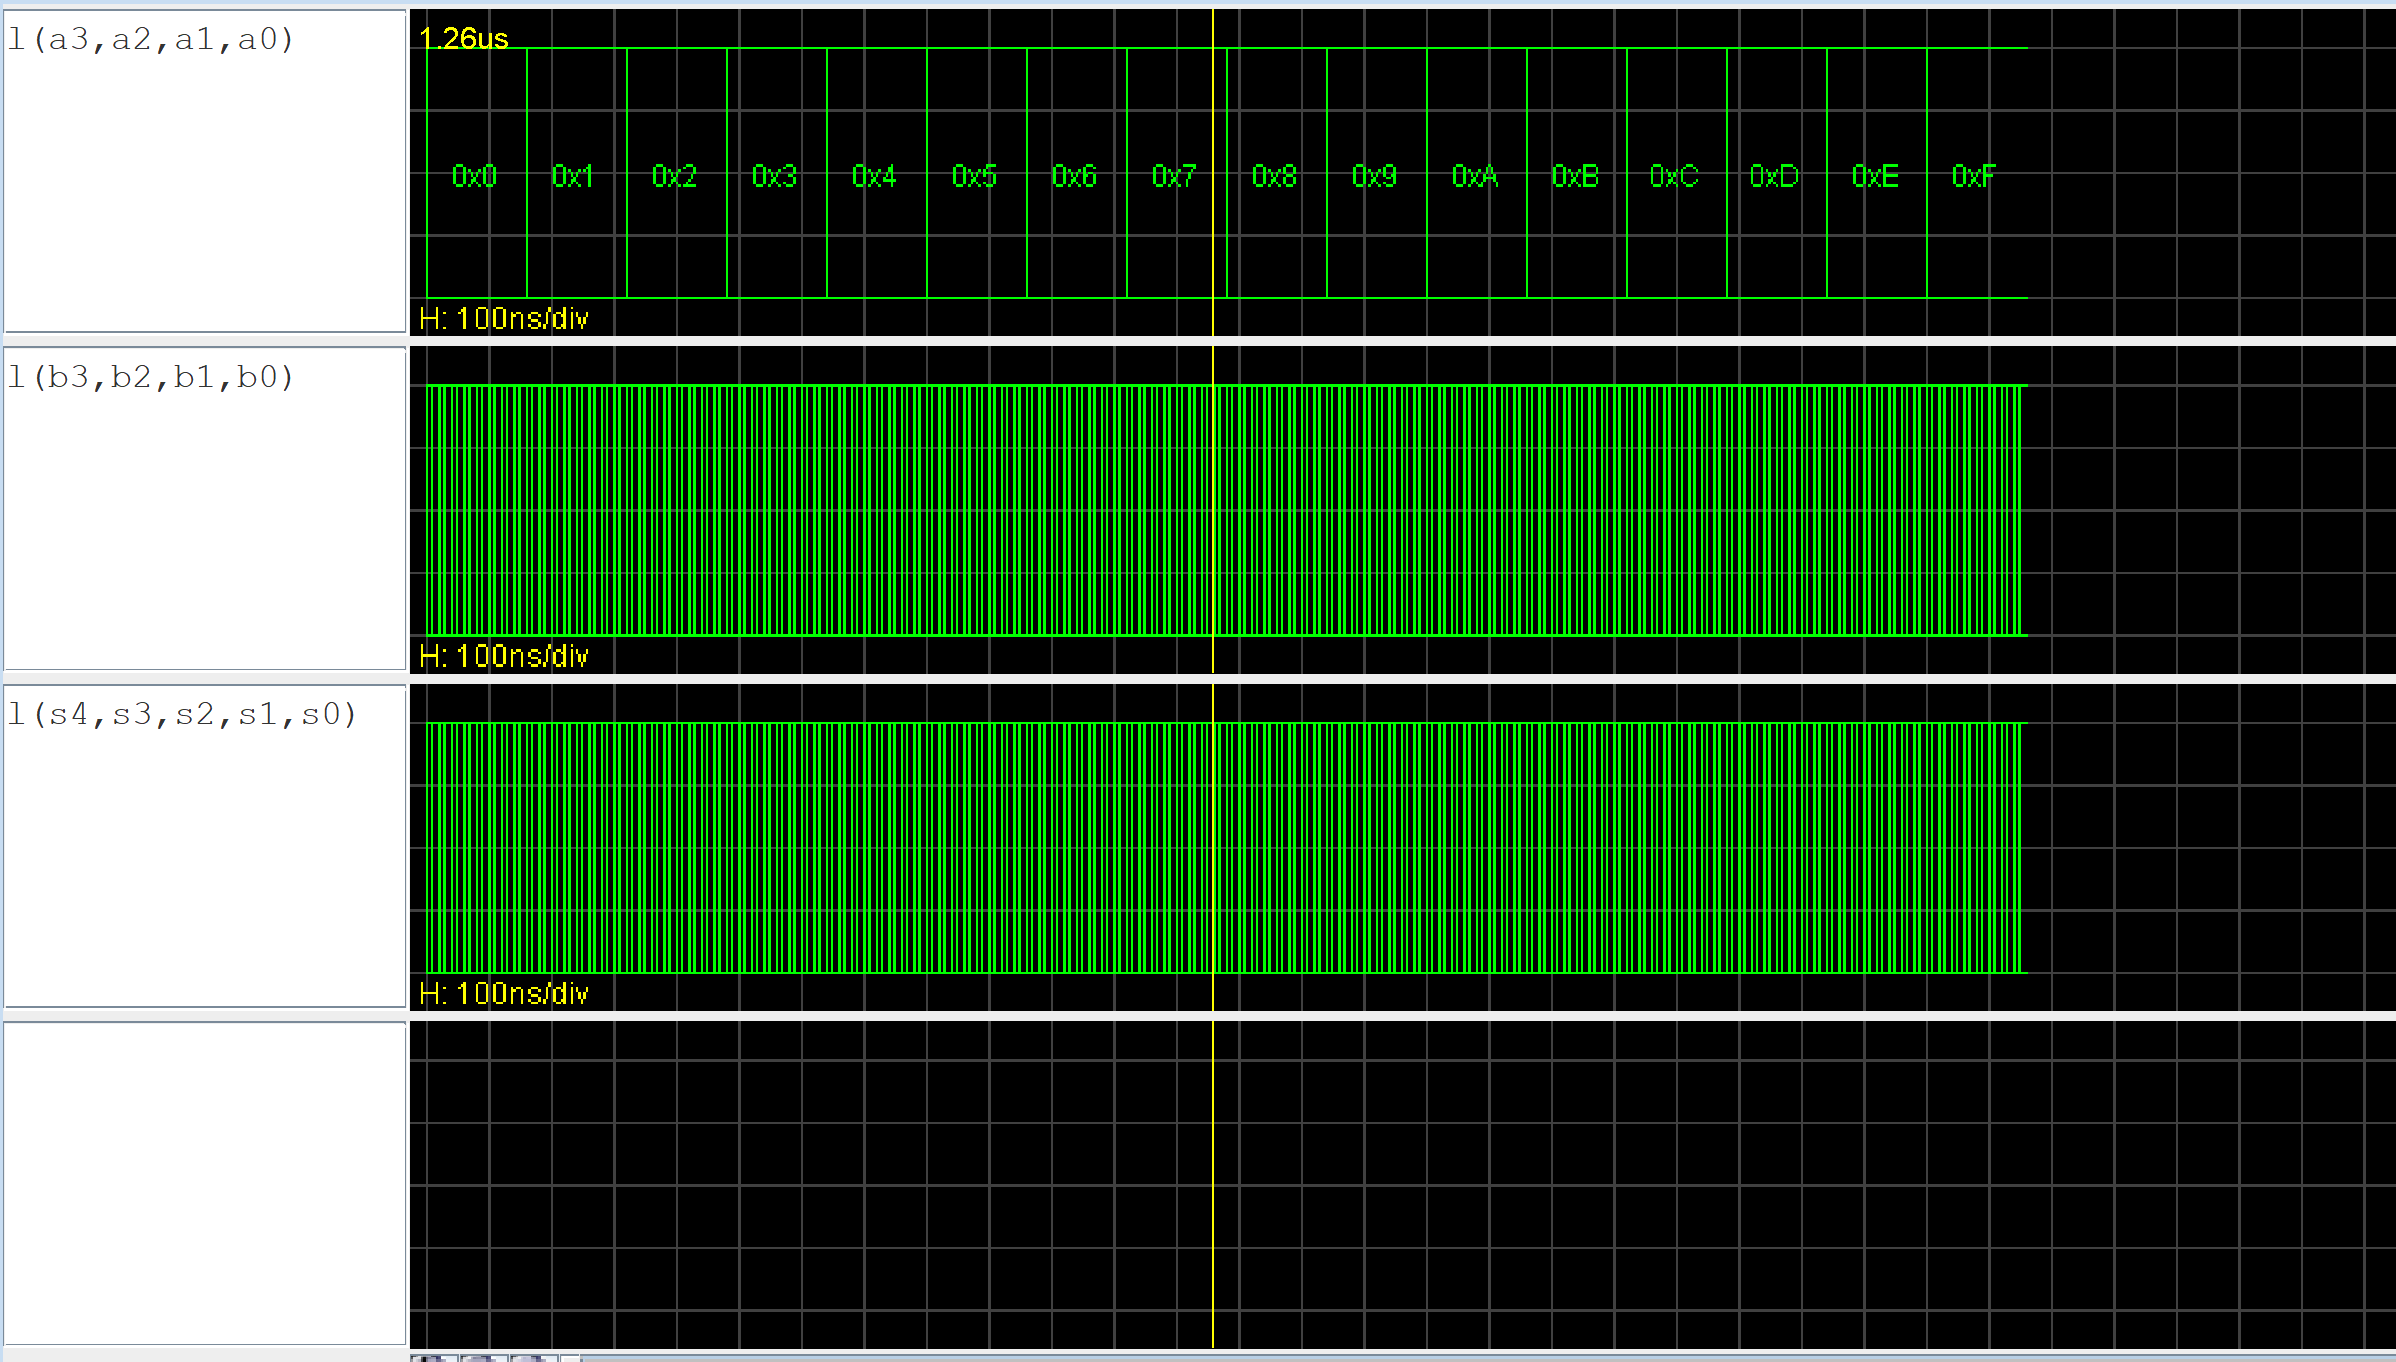 l(a3,a2,a1,a0)
1.26us
0x0 0x1 0x2 0x3 0x4 0x5 0x6 0x7 0x8 0x9 0xA 0xB 0xC 0xD 0xE 0xF
H: 100ns/div
l(b3,b2,b1,b0)
H: 100ns/div
l(s4,s3,s2,s1,s0)
H: 100ns/div